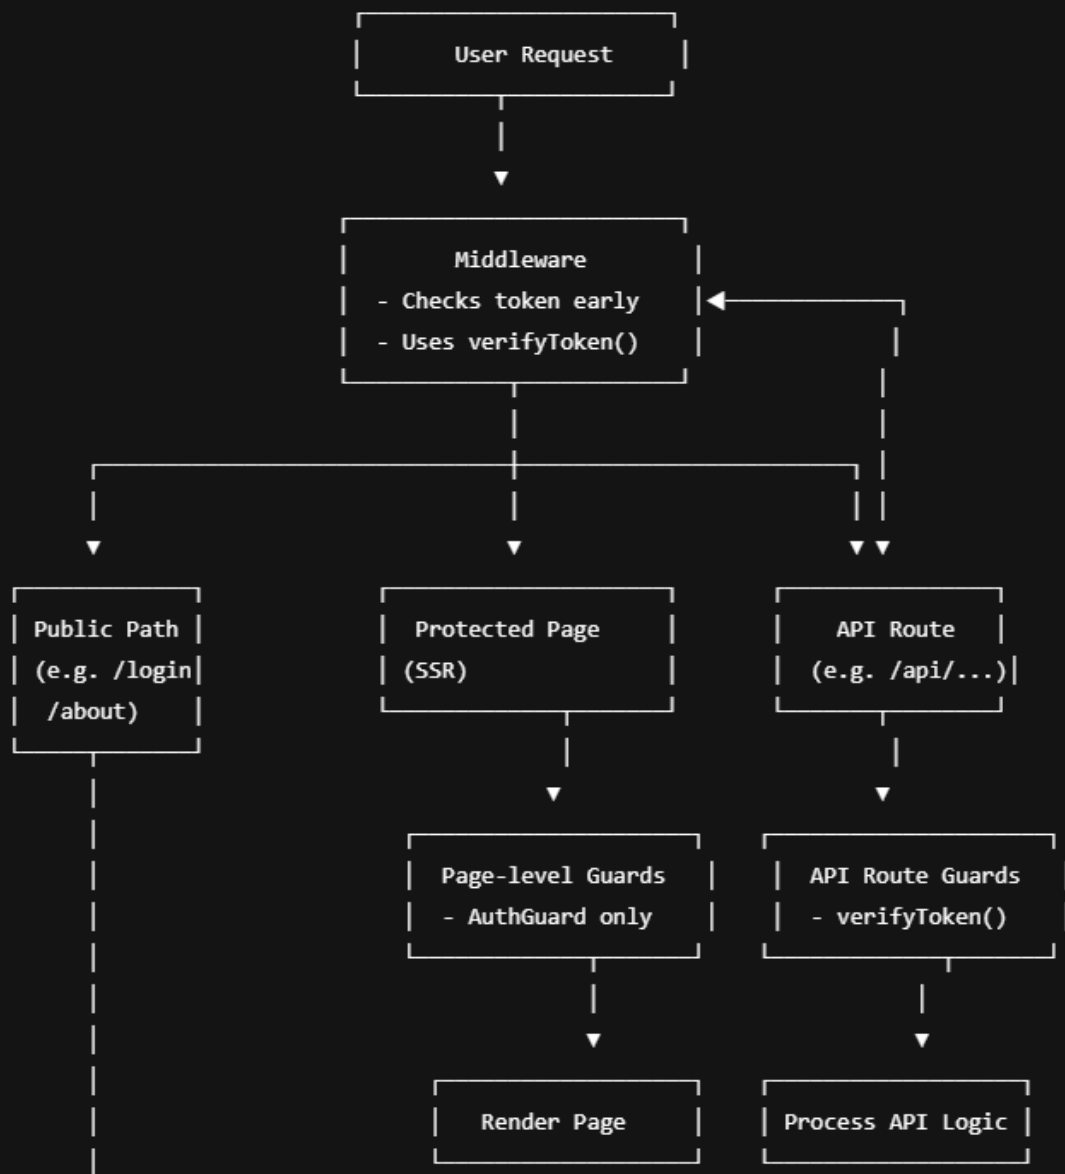 User Request
Middleware
- Checks token early
- Uses verifyToken()
Public Path
(e.g. /login
/about)
Protected Page
(SSR)
API Route
(e.g. /api/...)
Page-level Guards
- AuthGuard only
API Route Guards
- verifyToken()
Render Page
Process API Logic